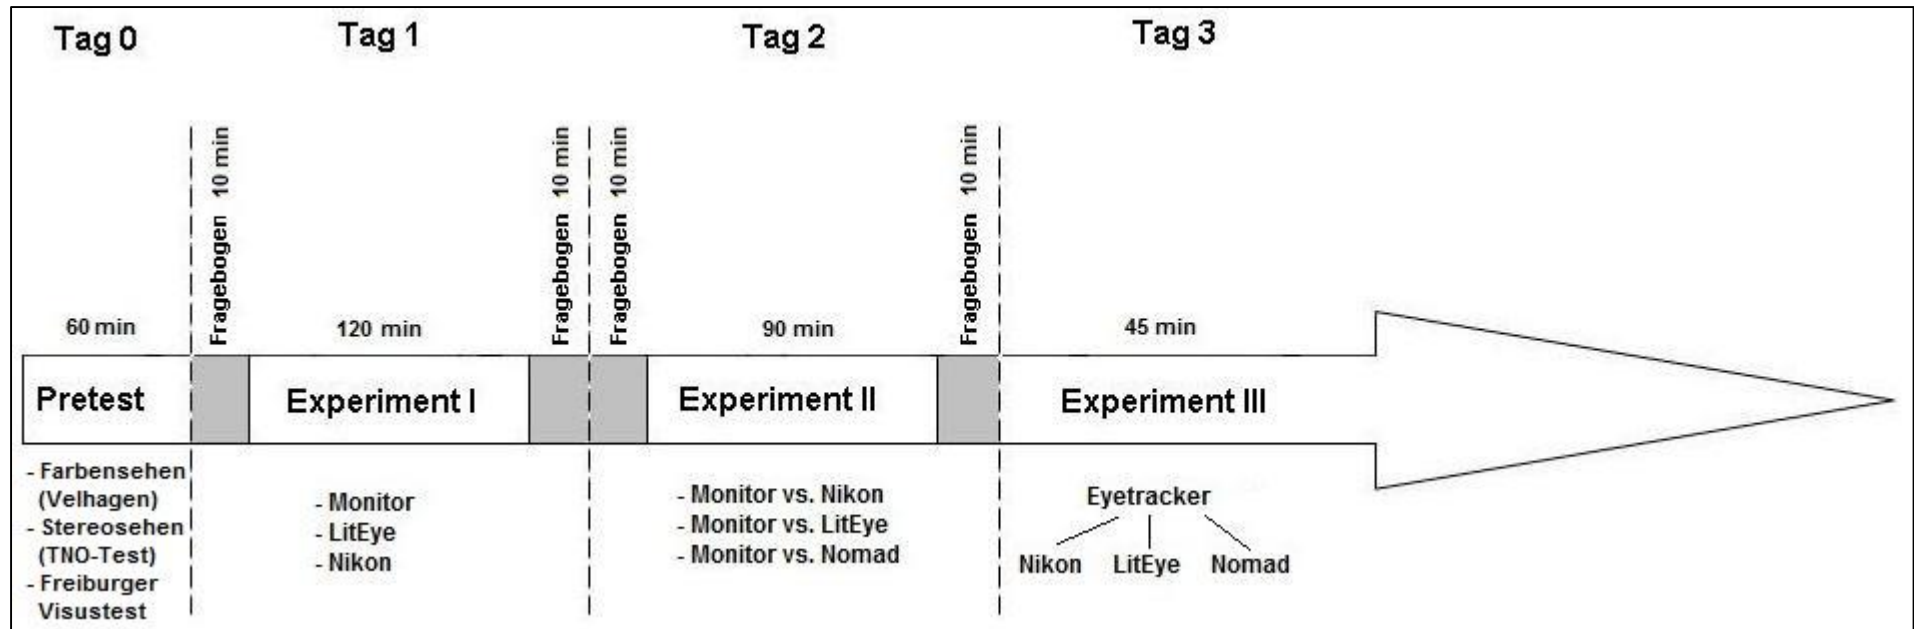 Tag 0
Tag 1
Tag 2
Tag 3
Fragebogen 10 min
Fragebogen 10 min
Fragebogen 10 min
Fragebogen 10 min
60 min
120 min
90 min
45 min
Pretest
Experiment I
Experiment II
Experiment III
- Farbensehen
(Velhagen)
- Stereosehen
(TNO-Test)
- Freiburger
Visustest
- Monitor
- LitEye
- Nikon
- Monitor vs. Nikon
- Monitor vs. LitEye
- Monitor vs. Nomad
Eyetracker
Nikon LitEye Nomad